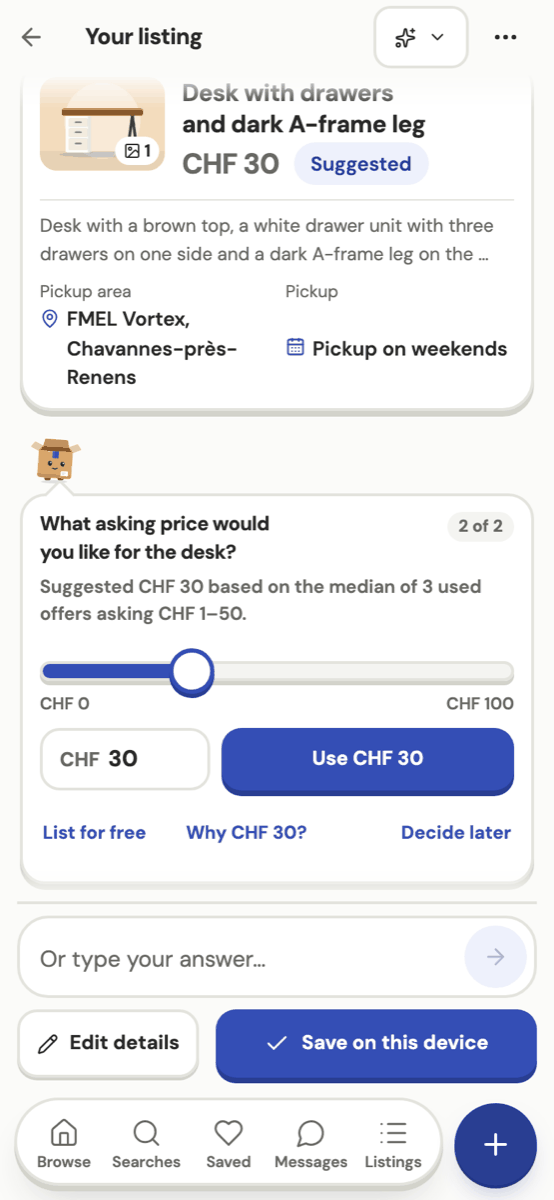 Your listing
Desk with drawers
and dark A-frame leg
1
CHF 30
Suggested
Desk with a brown top, a white drawer unit with three
drawers on one side and a dark A-frame leg on the ...
Pickup area
Pickup
FMEL Vortex,
Chavannes-près-
Renens
Pickup on weekends
What asking price would
you like for the desk?
2 of 2
Suggested CHF 30 based on the median of 3 used
offers asking CHF 1–50.
CHF 0
CHF 100
CHF 30
Use CHF 30
List for free
Why CHF 30?
Decide later
Or type your answer...
Edit details
Save on this device
Browse
Searches
Saved
Messages
Listings